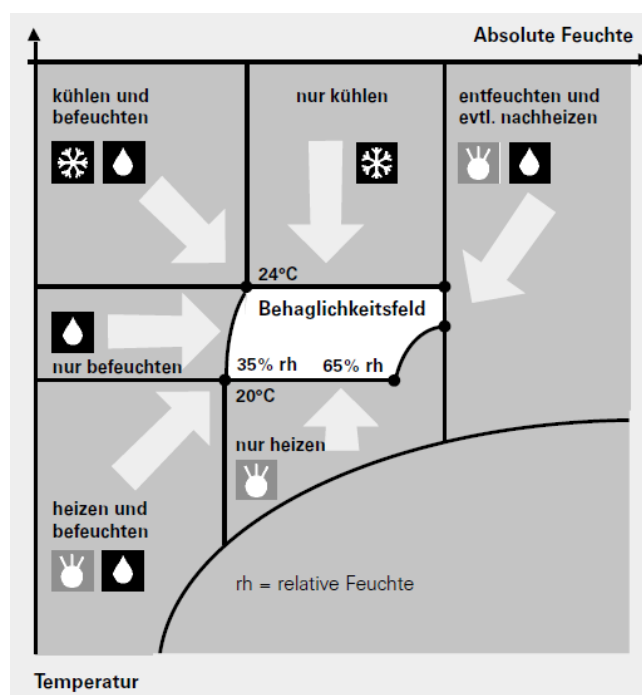 Absolute Feuchte
kühlen und
befeuchten
nur kühlen
entfeuchten und
evtl. nachheizen
24°C
Behaglichkeitsfeld
nur befeuchten
35% rh
65% rh
20°C
nur heizen
heizen und
befeuchten
rh = relative Feuchte
Temperatur